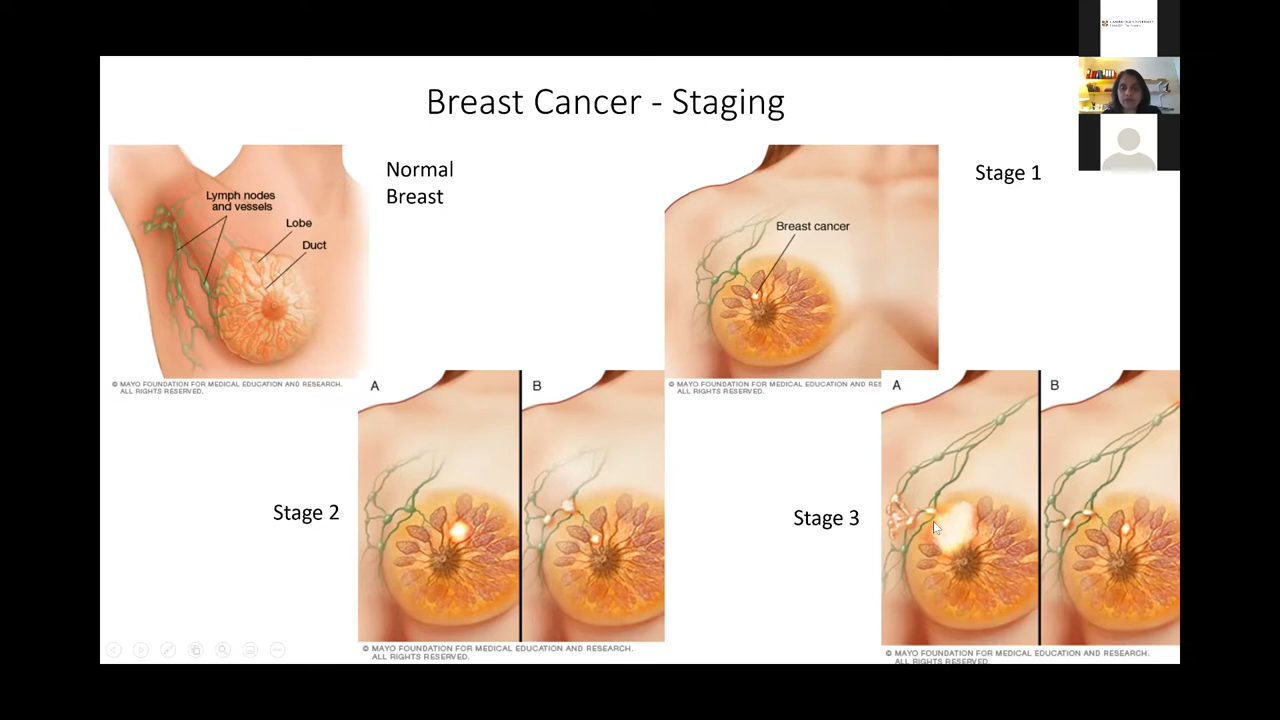 Breast Cancer - Staging
Normal
Breast
Lymph nodes
and vessels
Lobe
Duct
© MAYO FOUNDATION FOR MEDICAL EDUCATION AND RESEARCH.
ALL RIGHTS RESERVED.
Stage 1
Breast cancer
© MAYO FOUNDATION FOR MEDICAL EDUCATION AND RES
ALL RIGHTS RESERVED.
Stage 2
A
B
© MAYO FOUNDATION FOR MEDICAL EDUCATION AND RESEARCH.
ALL RIGHTS RESERVED.
Stage 3
A
B
© MAYO FOUNDATION FOR MEDICAL EDUCATION AND RESEARCH.
ALL RIGHTS RESERVED.